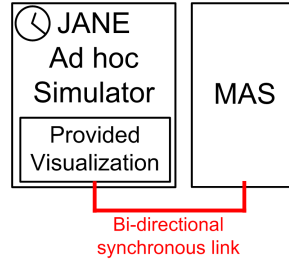 JANE
Ad hoc
Simulator
Provided
Visualization
MAS
Bi-directional
synchronous link